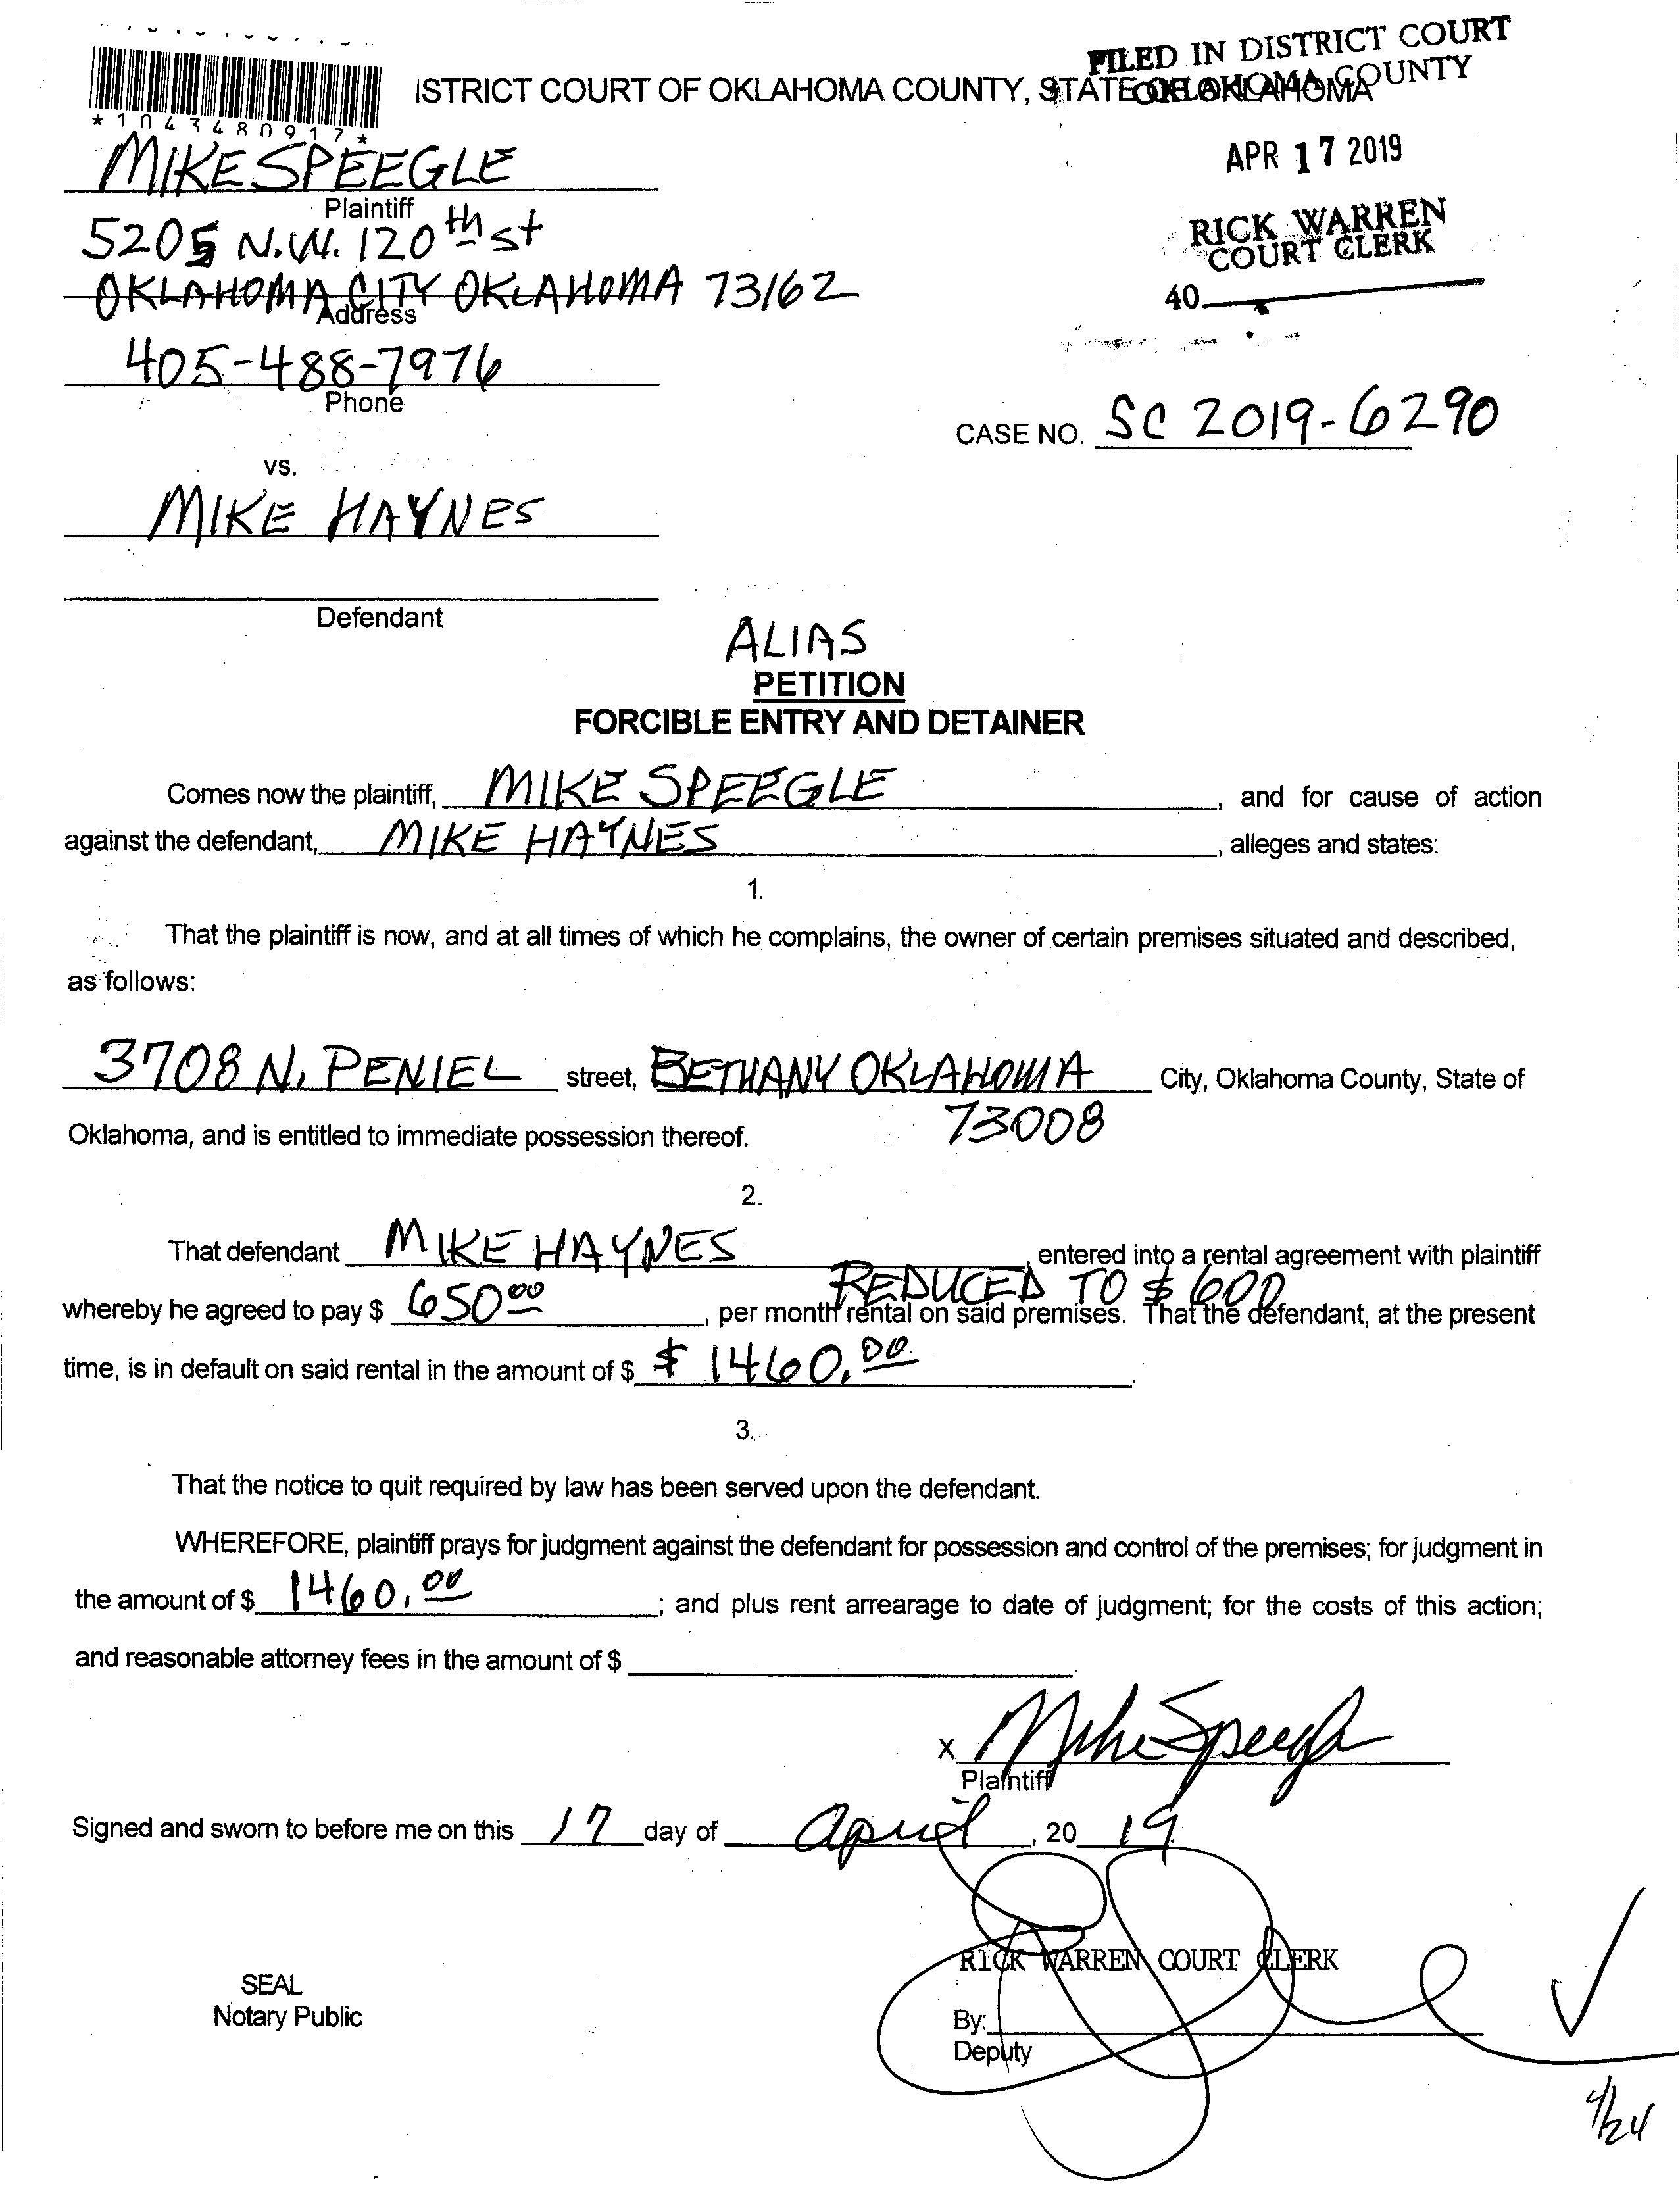 FILED IN DISTRICT COURT
OKLAHOMA COUNTY
ISTRICT COURT OF OKLAHOMA COUNTY, STATE OF OKLAHOMA
*1043480917*
APR 17 2019
MIKE SPEEGLE
Plaintiff
RICK WARREN
COURT CLERK
5205 N.W. 120th st
OKLAHOMA CITY OKLAHOMA 73162
Address
40
405-488-7976
Phone
CASE NO. SC 2019-6290
vs.
MIKE HAYNES
Defendant
ALIAS
PETITION
FORCIBLE ENTRY AND DETAINER
Comes now the plaintiff, MIKE SPEEGLE, and for cause of action
against the defendant, MIKE HAYNES, alleges and states:
1.
That the plaintiff is now, and at all times of which he complains, the owner of certain premises situated and described,
as follows:
3708 N. PENIEL street, BETHANY OKLAHOMA City, Oklahoma County, State of
73008
Oklahoma, and is entitled to immediate possession thereof.
2.
That defendant MIKE HAYNES, entered into a rental agreement with plaintiff
REDUCED TO $600
whereby he agreed to pay $ 650.00, per month rental on said premises. That the defendant, at the present
time, is in default on said rental in the amount of $ $ 1460.00.
3.
That the notice to quit required by law has been served upon the defendant.
WHEREFORE, plaintiff prays for judgment against the defendant for possession and control of the premises; for judgment in
the amount of $ 1460.00; and plus rent arrearage to date of judgment; for the costs of this action;
and reasonable attorney fees in the amount of $ .
x Mike Speegle
Plaintiff
Signed and sworn to before me on this 17 day of April, 20 19
RICK WARREN COURT CLERK
SEAL
Notary Public
By:
Deputy
4/24